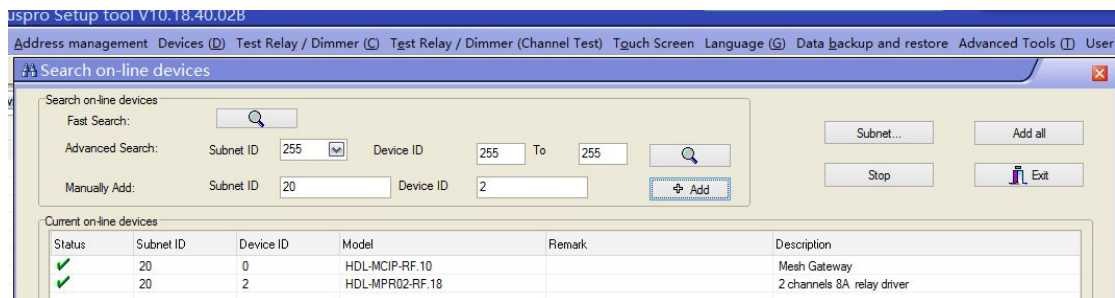 uspro Setup tool V10.18.40.02B
Address management Devices (D) Test Relay / Dimmer (C) Test Relay / Dimmer (Channel Test) Touch Screen Language (G) Data backup and restore Advanced Tools (T) User
Search on-line devices
Search on-line devices
Fast Search:
Subnet... Add all
Advanced Search: Subnet ID 255 Device ID 255 To 255
Stop Exit
Manually Add: Subnet ID 20 Device ID 2 Add
Current on-line devices
Status Subnet ID Device ID Model Remark Description
20 0 HDL-MCIP-RF.10 Mesh Gateway
20 2 HDL-MPR02-RF.18 2 channels 8A relay driver